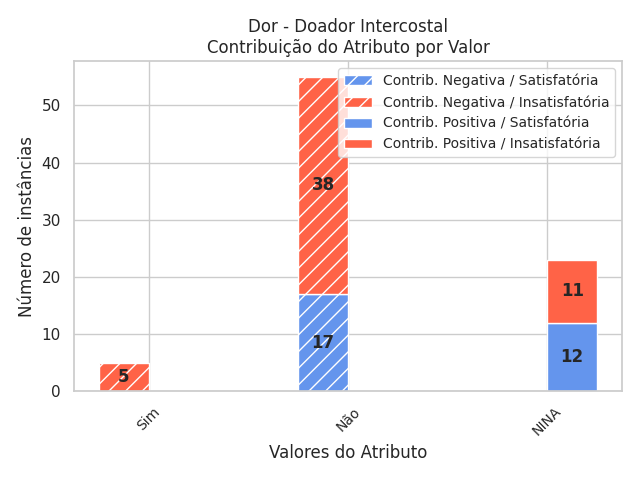 Dor - Doador Intercostal
Contribuição do Atributo por Valor
Contrib. Negativa / Satisfatória
Contrib. Negativa / Insatisfatória
Contrib. Positiva / Satisfatória
Contrib. Positiva / Insatisfatória
Número de instâncias
50
40
30
20
10
0
38
17
5
11
12
Sim
Não
NINA
Valores do Atributo